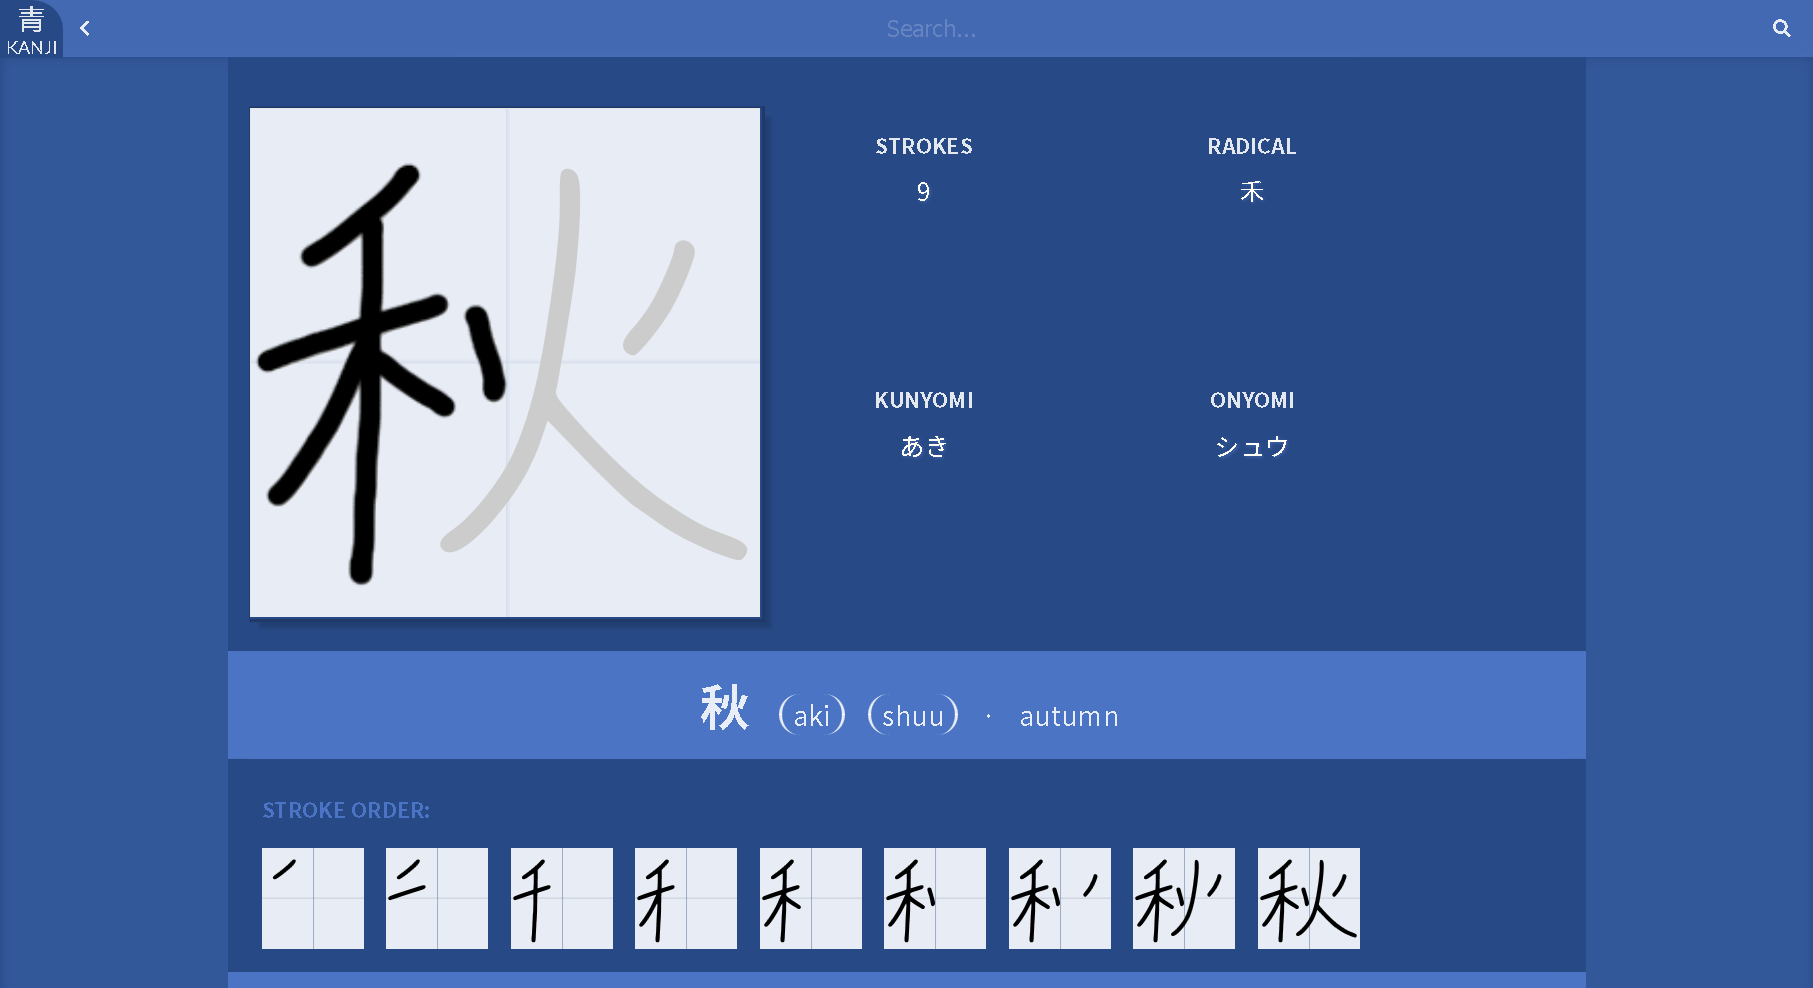 青
KANJI
Search...
秋
STROKES
9
RADICAL
禾
KUNYOMI
あき
ONYOMI
シュウ
秋 (aki) (shuu) · autumn
STROKE ORDER: